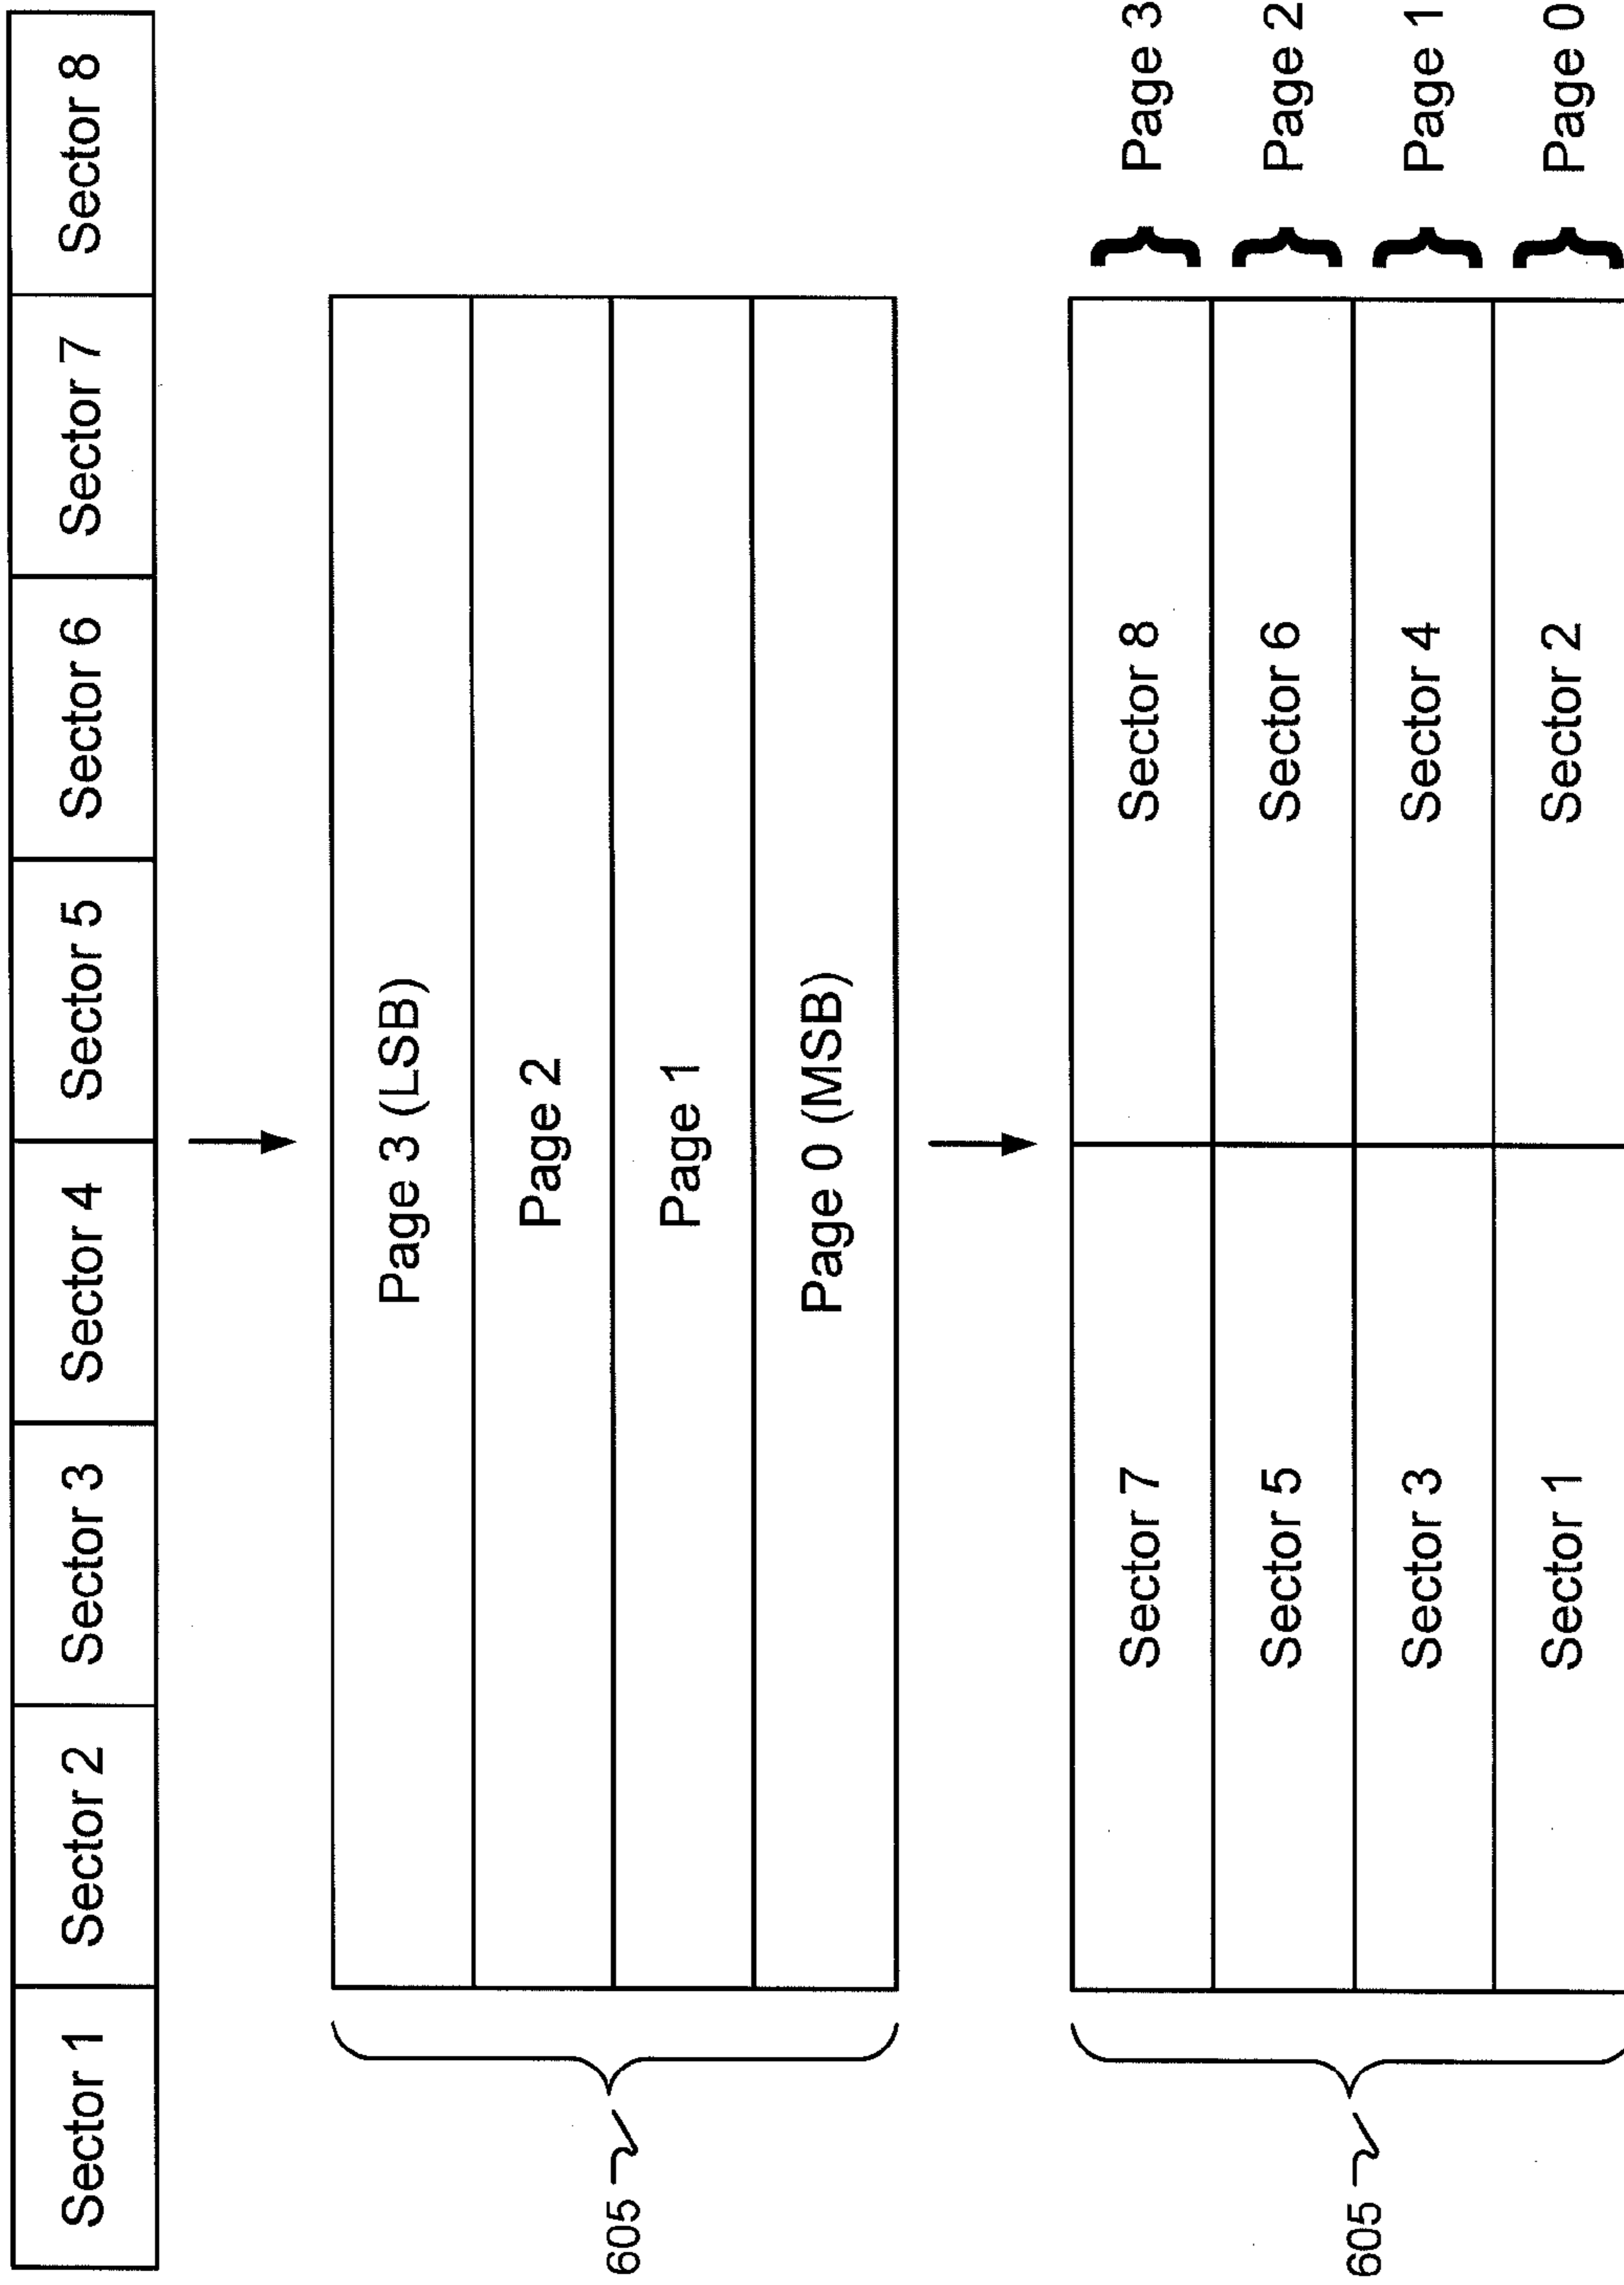 Sector 1 Sector 2 Sector 3 Sector 4 Sector 5 Sector 6 Sector 7 Sector 8
605
Page 3 (LSB)
Page 2
Page 1
Page 0 (MSB)
605
Sector 7 Sector 8 Page 3
Sector 5 Sector 6 Page 2
Sector 3 Sector 4 Page 1
Sector 1 Sector 2 Page 0